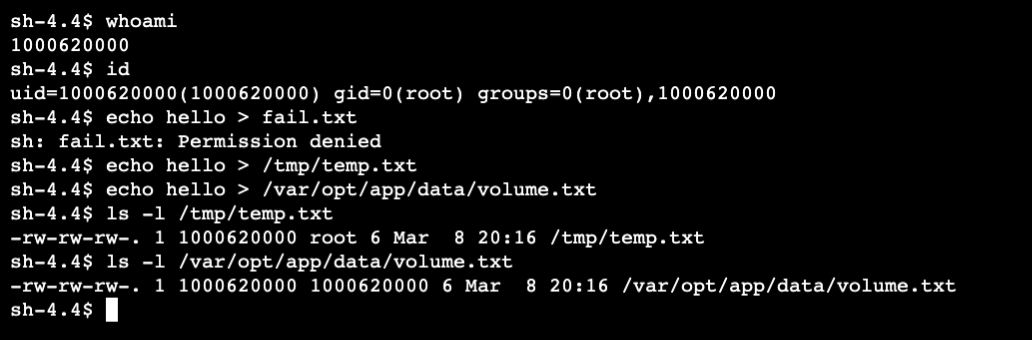 sh-4.4$ whoami
1000620000
sh-4.4$ id
uid=1000620000(1000620000) gid=0(root) groups=0(root),1000620000
sh-4.4$ echo hello > fail.txt
sh: fail.txt: Permission denied
sh-4.4$ echo hello > /tmp/temp.txt
sh-4.4$ echo hello > /var/opt/app/data/volume.txt
sh-4.4$ ls -l /tmp/temp.txt
-rw-rw-rw-. 1 1000620000 root 6 Mar  8 20:16 /tmp/temp.txt
sh-4.4$ ls -l /var/opt/app/data/volume.txt
-rw-rw-rw-. 1 1000620000 1000620000 6 Mar  8 20:16 /var/opt/app/data/volume.txt
sh-4.4$